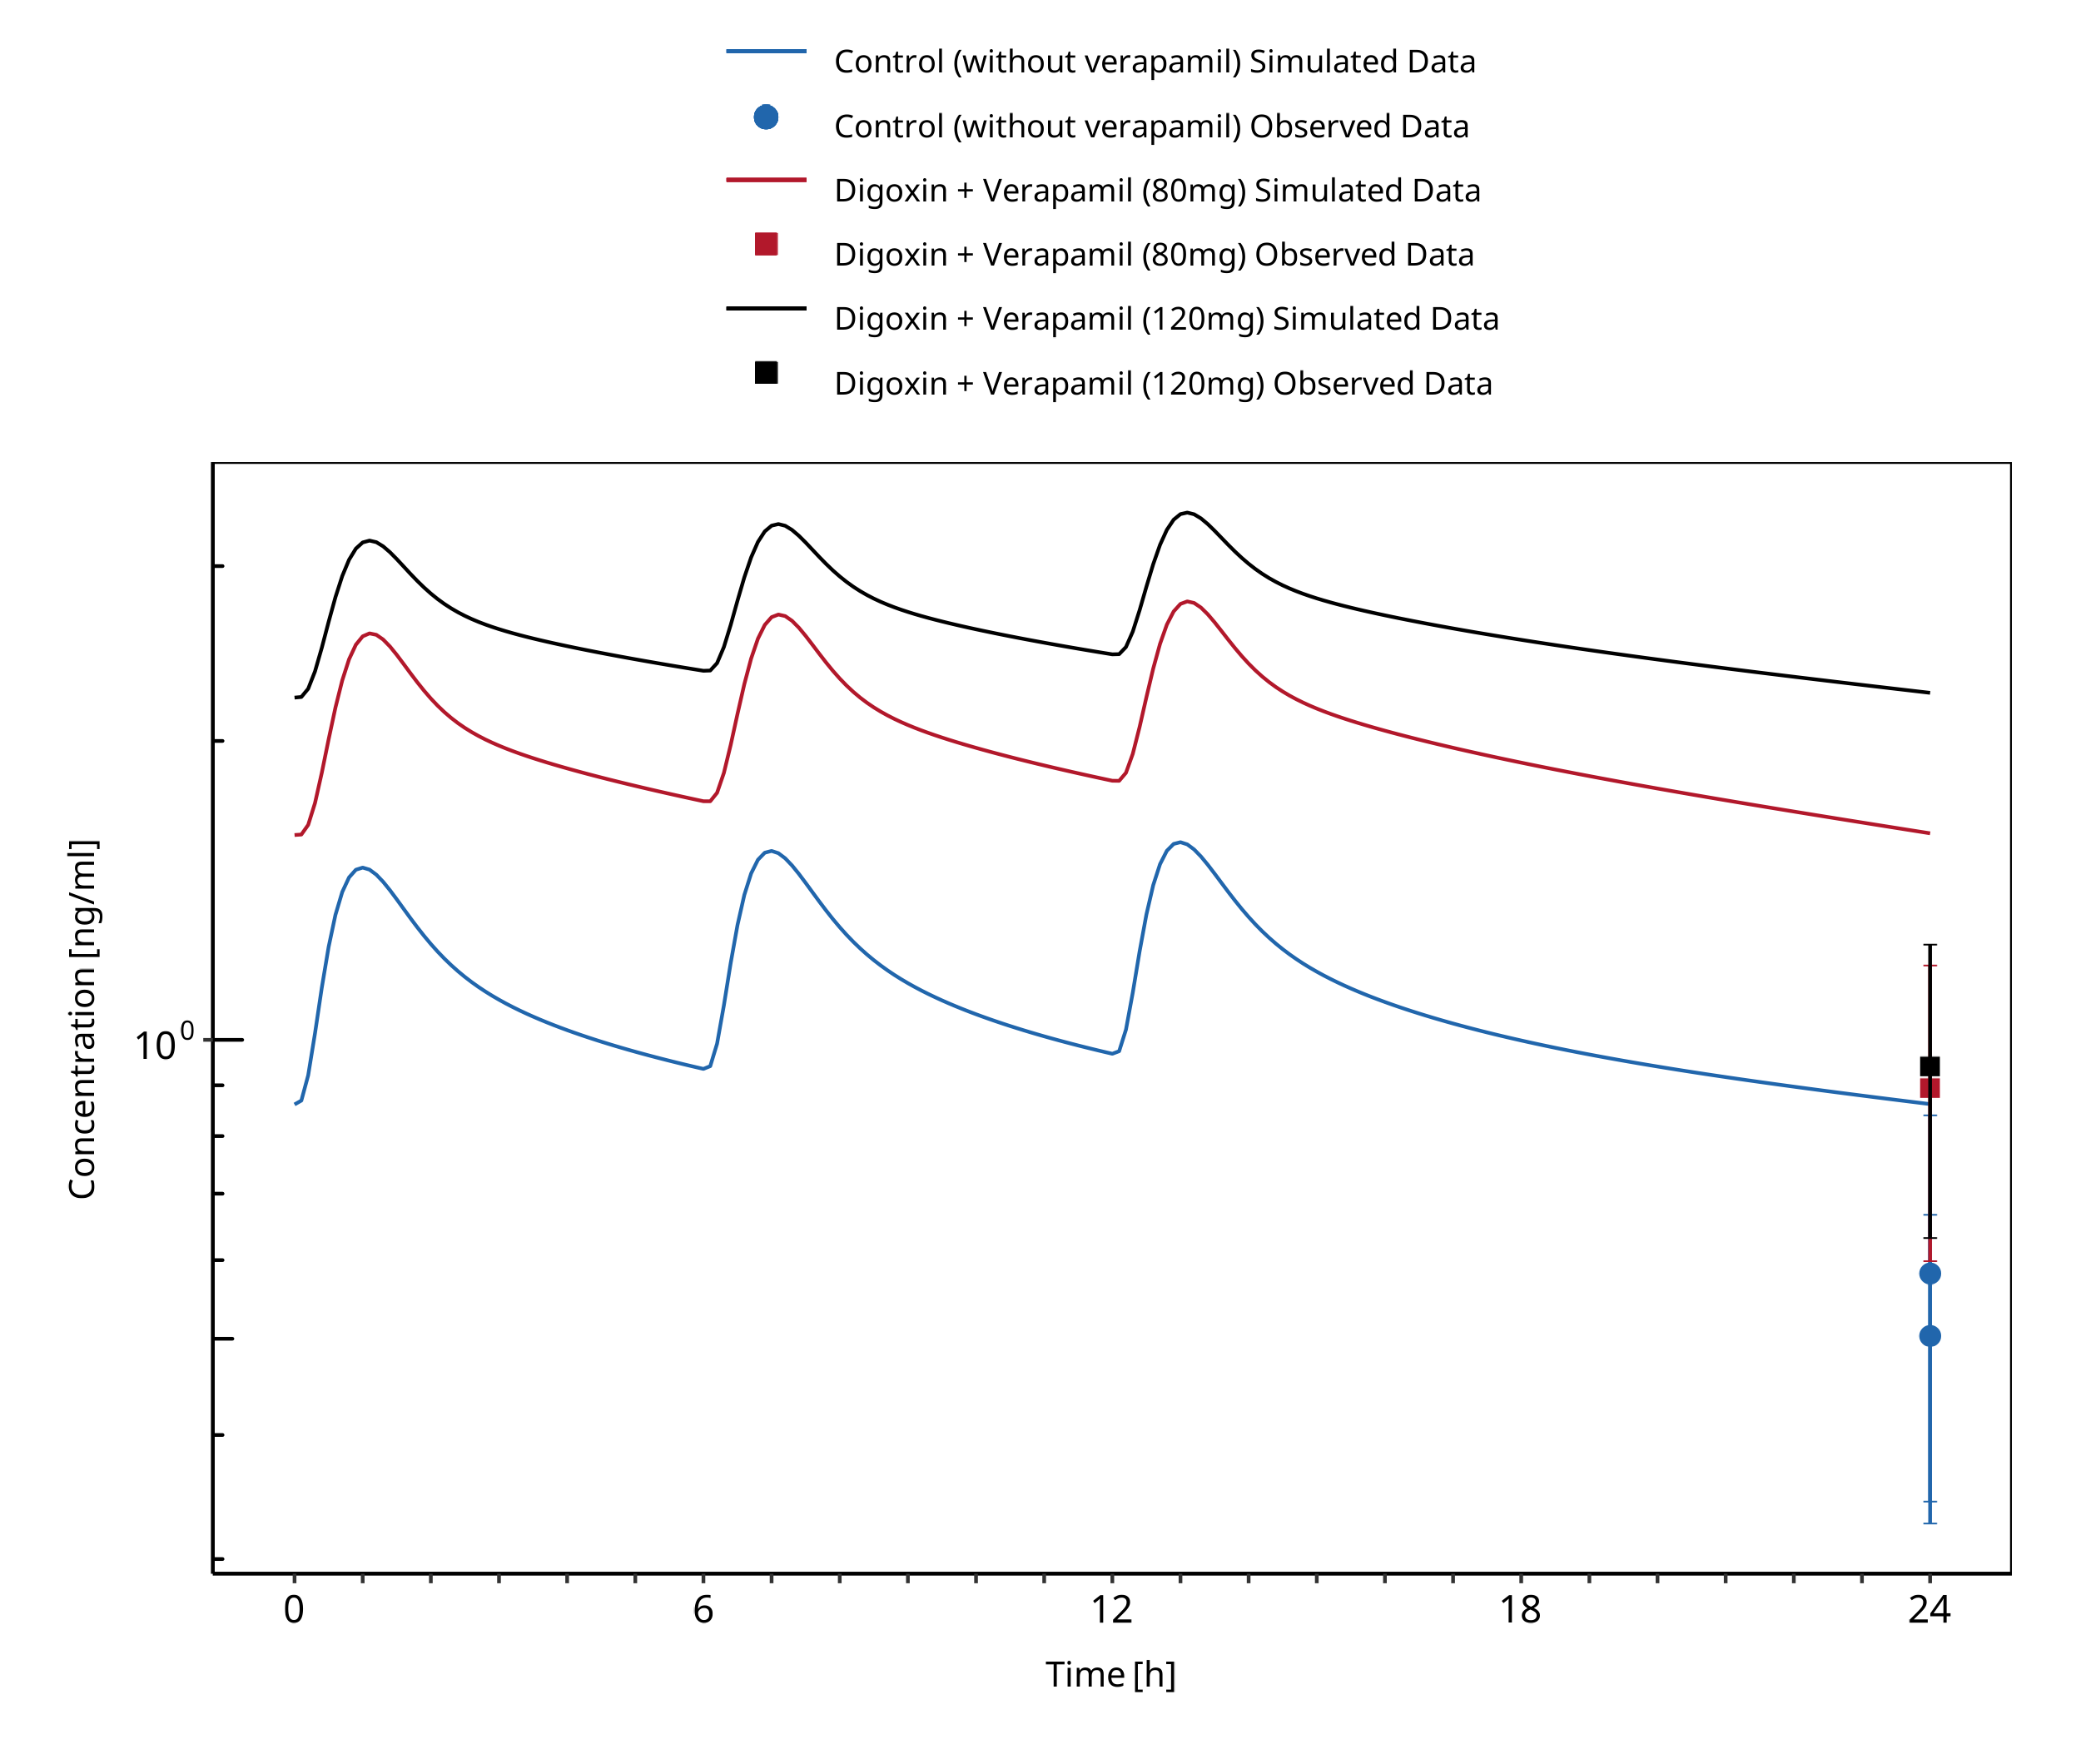 Control (without verapamil) Simulated Data
Control (without verapamil) Observed Data
Digoxin + Verapamil (80mg) Simulated Data
Digoxin + Verapamil (80mg) Observed Data
Digoxin + Verapamil (120mg) Simulated Data
Digoxin + Verapamil (120mg) Observed Data
Concentration [ng/ml]
10⁰
0 6 12 18 24
Time [h]